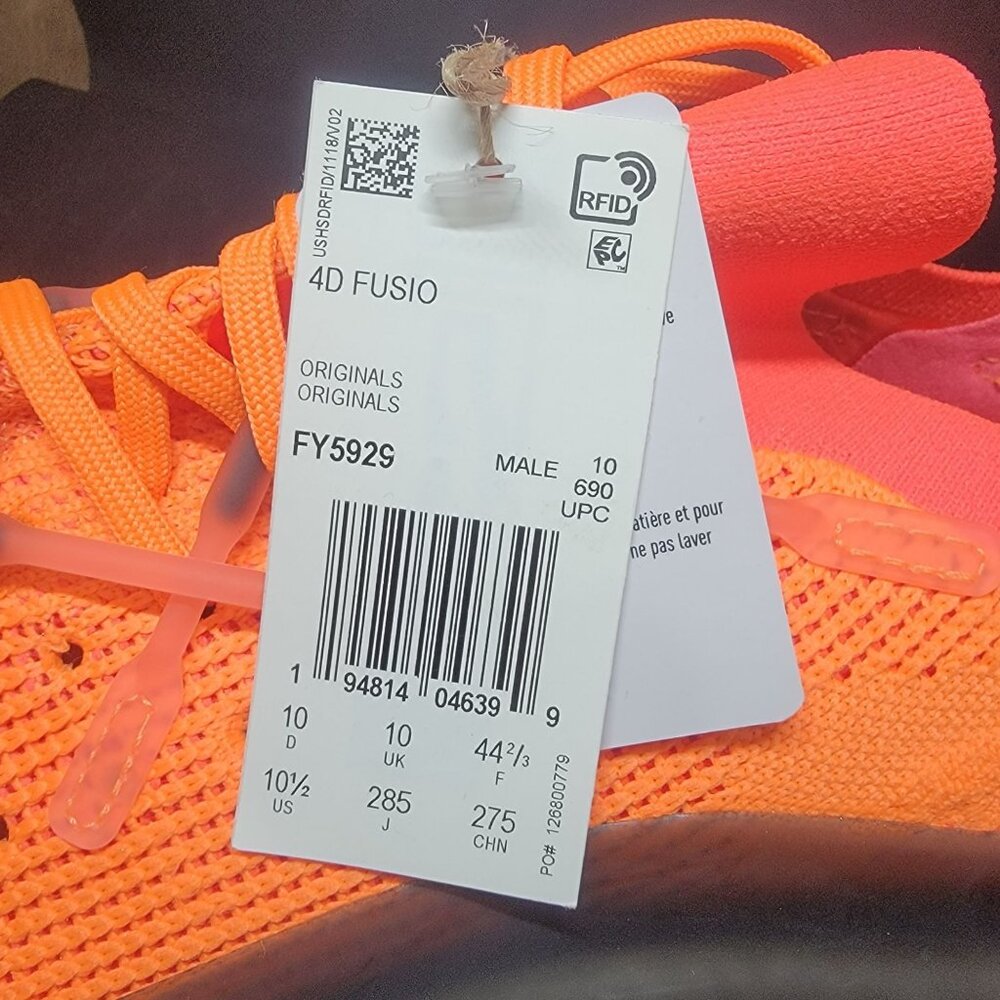 USHSDRFID/1118/V02
RFID
EPC™
4D FUSIO
ORIGINALS
ORIGINALS
FY5929
MALE 10
690
UPC
1 94814 04639 9
10 10 44 2/3
D UK F
10½ 285 275
US J CHN
PO# 126800779
atière et pour
ne pas laver